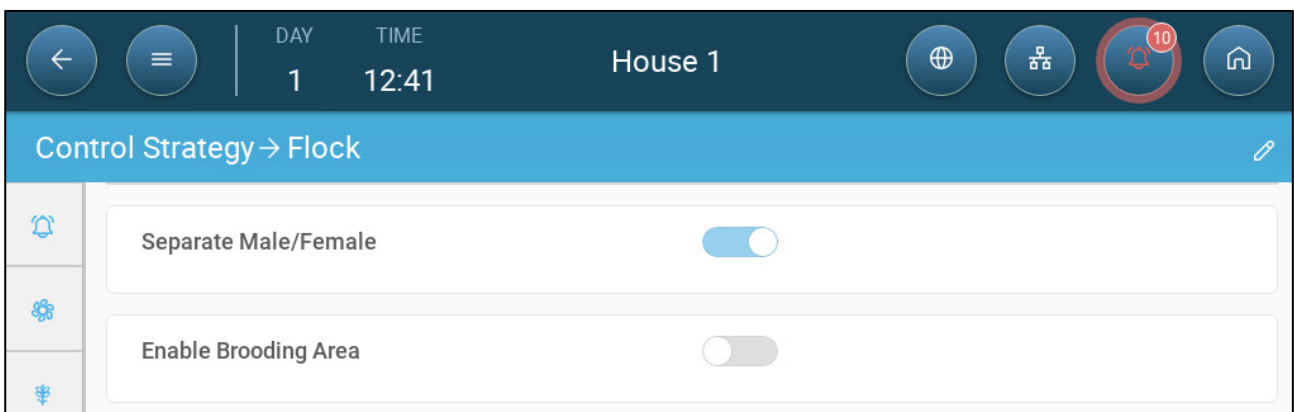 DAY TIME
1 12:41
House 1
10
Control Strategy → Flock
Separate Male/Female
Enable Brooding Area